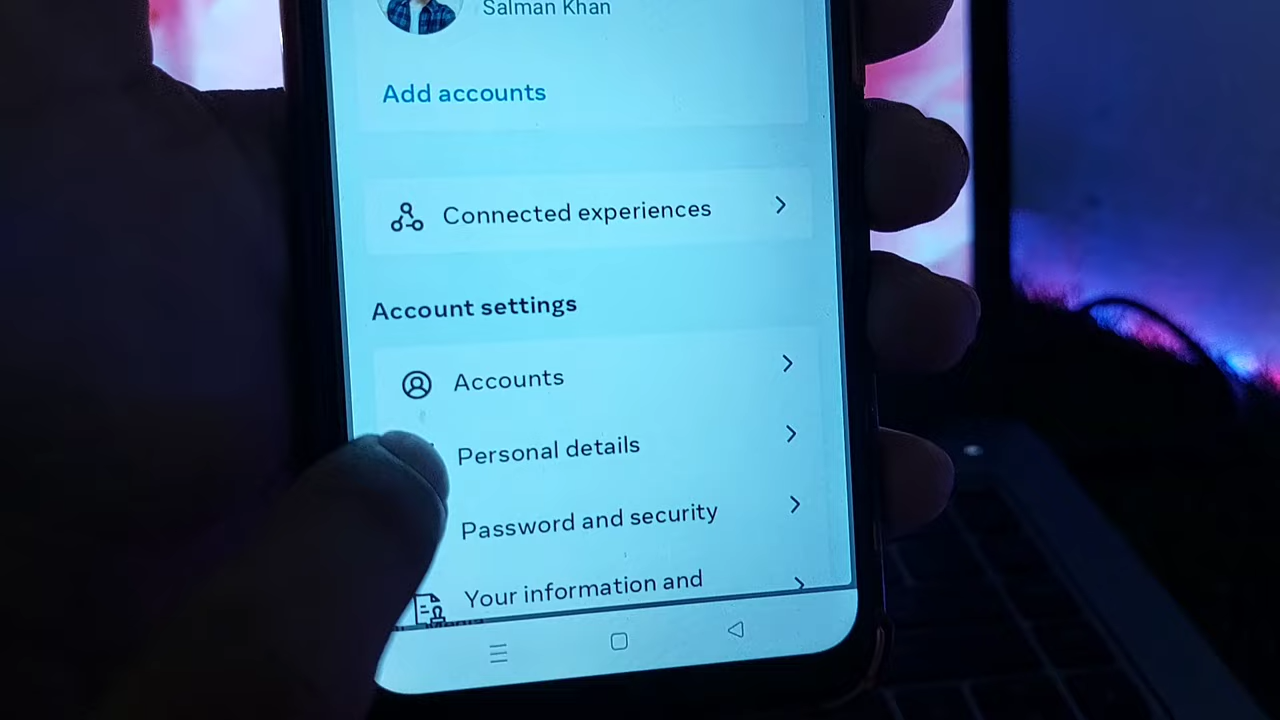 Salman Khan
Add accounts
Connected experiences
Account settings
Accounts
Personal details
Password and security
Your information and